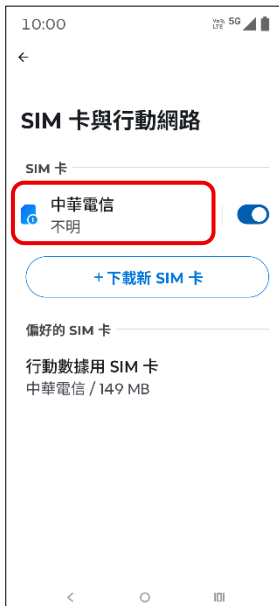 10:00
VoD LTE 5G
SIM 卡與行動網路
SIM 卡
中華電信
不明
+下載新 SIM 卡
偏好的 SIM 卡
行動數據用 SIM 卡
中華電信 / 149 MB